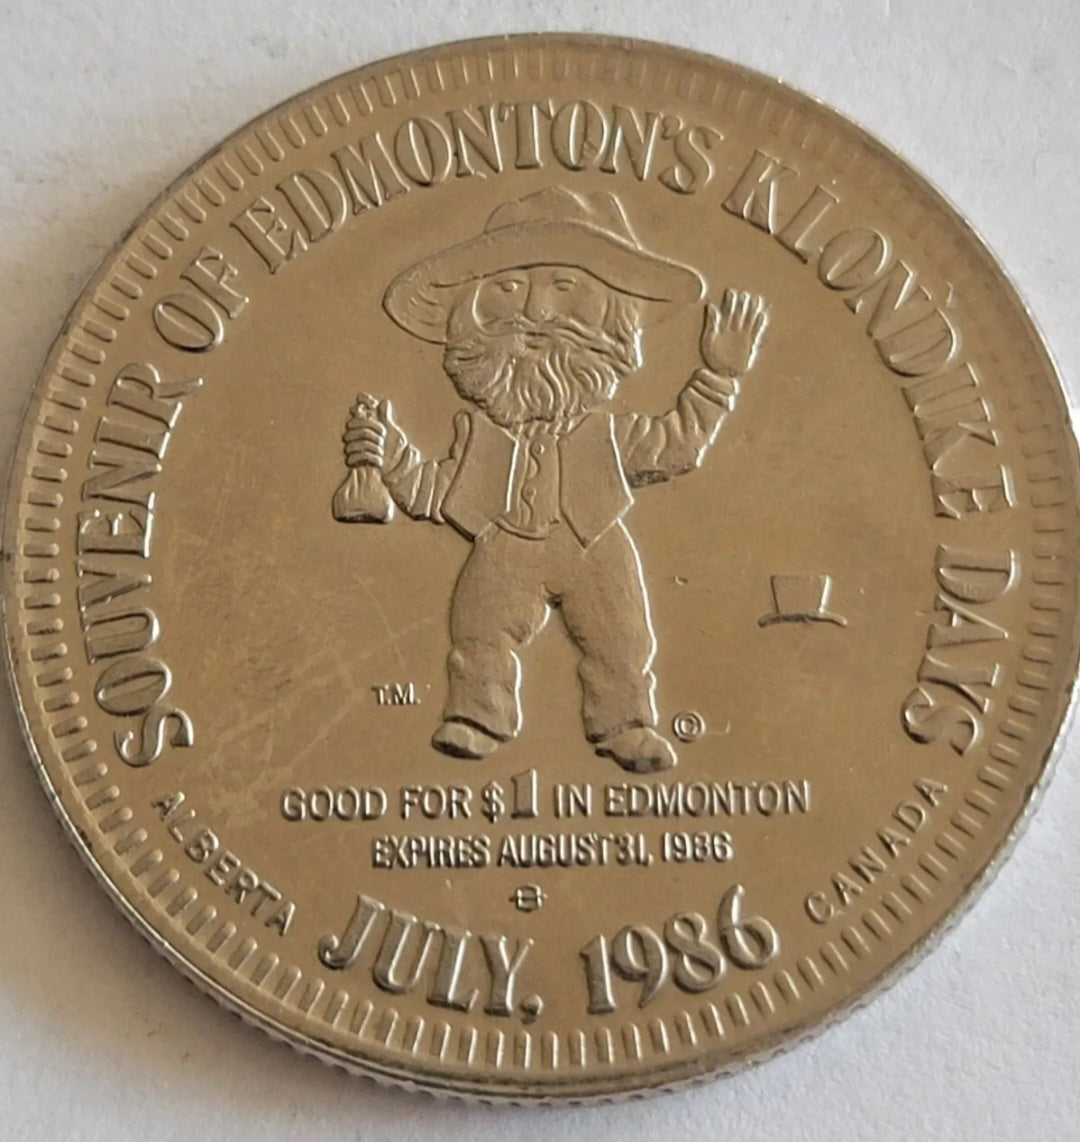 SOUVENIR OF EDMONTON'S KLONDIKE DAYS
T.M.
©
GOOD FOR $1 IN EDMONTON
EXPIRES AUGUST 31, 1986
ALBERTA
JULY, 1986
CANADA